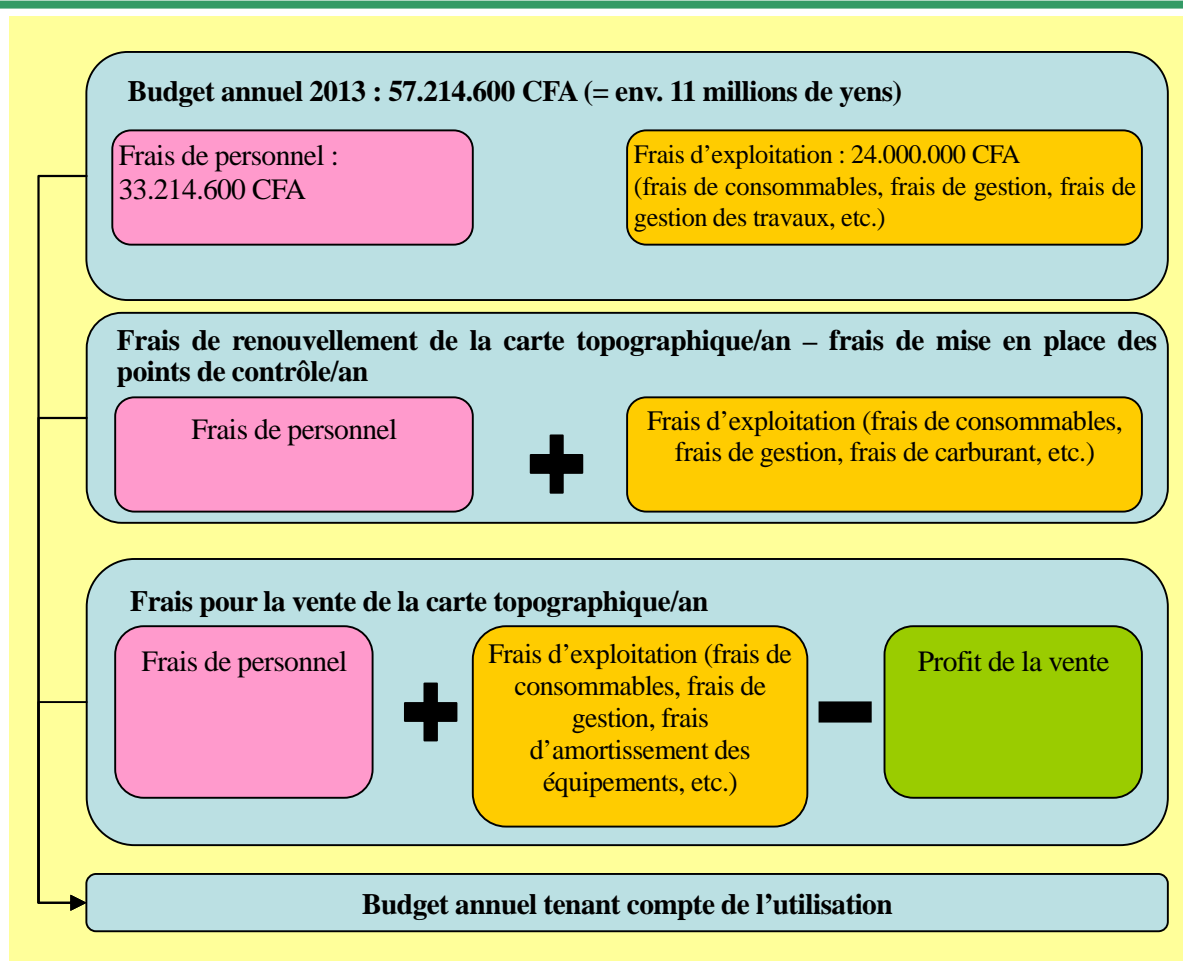 Budget annuel 2013 : 57.214.600 CFA (= env. 11 millions de yens)
Frais de personnel :
33.214.600 CFA
Frais d’exploitation : 24.000.000 CFA
(frais de consommables, frais de gestion, frais de
gestion des travaux, etc.)
Frais de renouvellement de la carte topographique/an – frais de mise en place des
points de contrôle/an
Frais de personnel
Frais d’exploitation (frais de consommables,
frais de gestion, frais de carburant, etc.)
Frais pour la vente de la carte topographique/an
Frais de personnel
Frais d’exploitation (frais de
consommables, frais de
gestion, frais
d’amortissement des
équipements, etc.)
Profit de la vente
Budget annuel tenant compte de l’utilisation